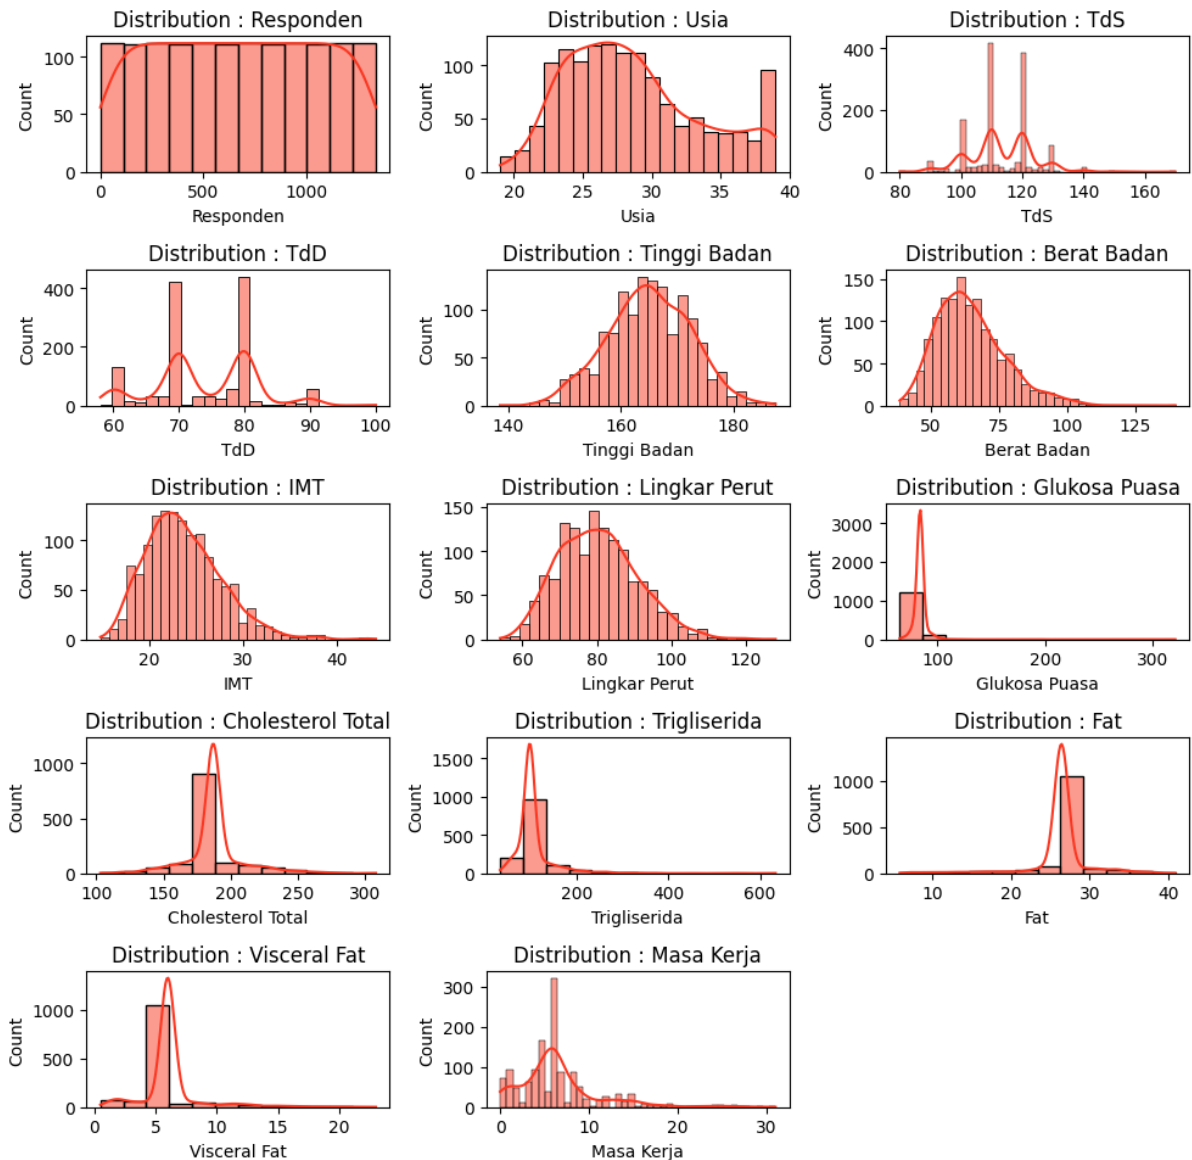 Distribution : Responden
Count
0
50
100
0
500
1000
Responden
Distribution : Usia
Count
0
50
100
20
25
30
35
40
Usia
Distribution : TdS
Count
0
200
400
80
100
120
140
160
TdS
Distribution : TdD
Count
0
200
400
60
70
80
90
100
TdD
Distribution : Tinggi Badan
Count
0
50
100
140
160
180
Tinggi Badan
Distribution : Berat Badan
Count
0
50
100
150
50
75
100
125
Berat Badan
Distribution : IMT
Count
0
50
100
20
30
40
IMT
Distribution : Lingkar Perut
Count
0
50
100
150
60
80
100
120
Lingkar Perut
Distribution : Glukosa Puasa
Count
0
1000
2000
3000
100
200
300
Glukosa Puasa
Distribution : Cholesterol Total
Count
0
500
1000
100
150
200
250
300
Cholesterol Total
Distribution : Trigliserida
Count
0
500
1000
1500
200
400
600
Trigliserida
Distribution : Fat
Count
0
500
1000
10
20
30
40
Fat
Distribution : Visceral Fat
Count
0
500
1000
0
5
10
15
20
Visceral Fat
Distribution : Masa Kerja
Count
0
100
200
300
0
10
20
30
Masa Kerja